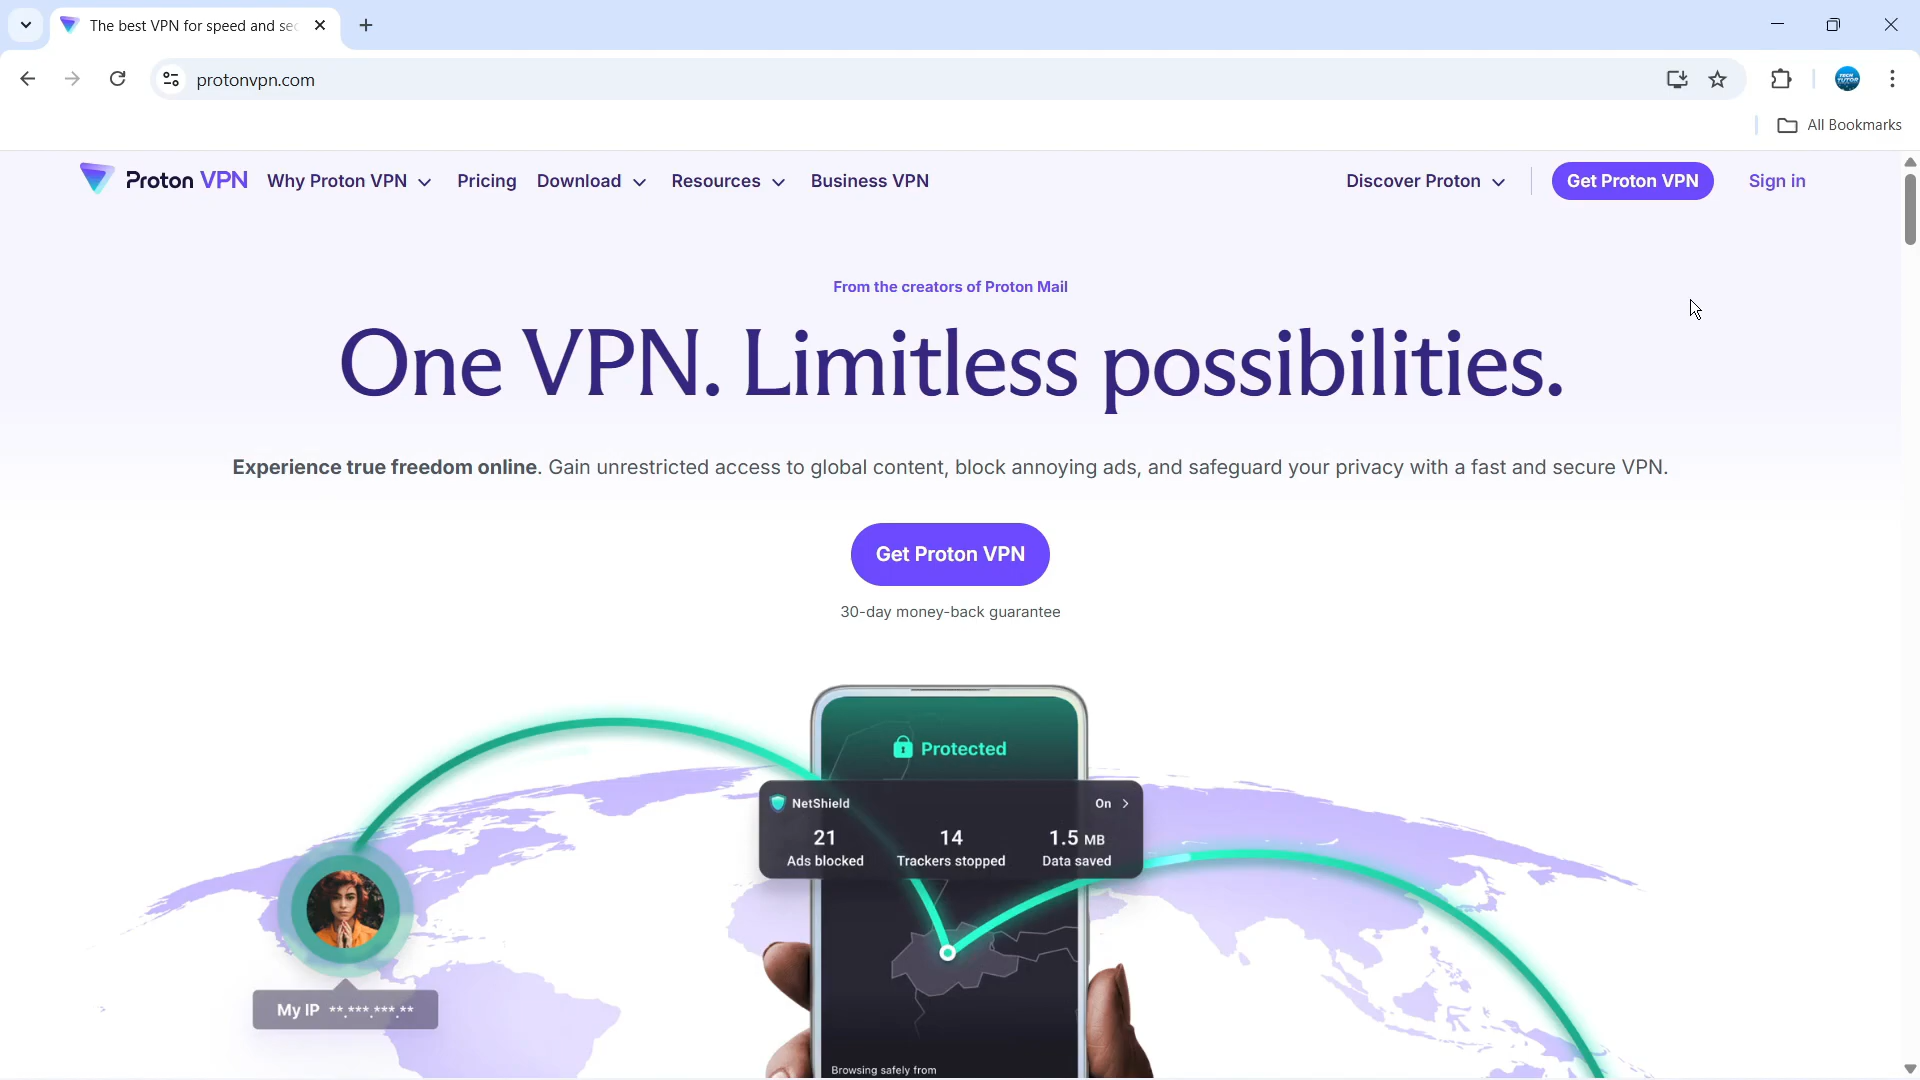 The best VPN for speed and sec
protonvpn.com
All Bookmarks
Proton VPN
Why Proton VPN
Pricing
Download
Resources
Business VPN
Discover Proton
Get Proton VPN
Sign in
From the creators of Proton Mail
One VPN. Limitless possibilities.
Experience true freedom online. Gain unrestricted access to global content, block annoying ads, and safeguard your privacy with a fast and secure VPN.
Get Proton VPN
30-day money-back guarantee
Protected
NetShield
On
21
14
1.5 MB
Ads blocked
Trackers stopped
Data saved
My IP **.***.***.**
Browsing safely from